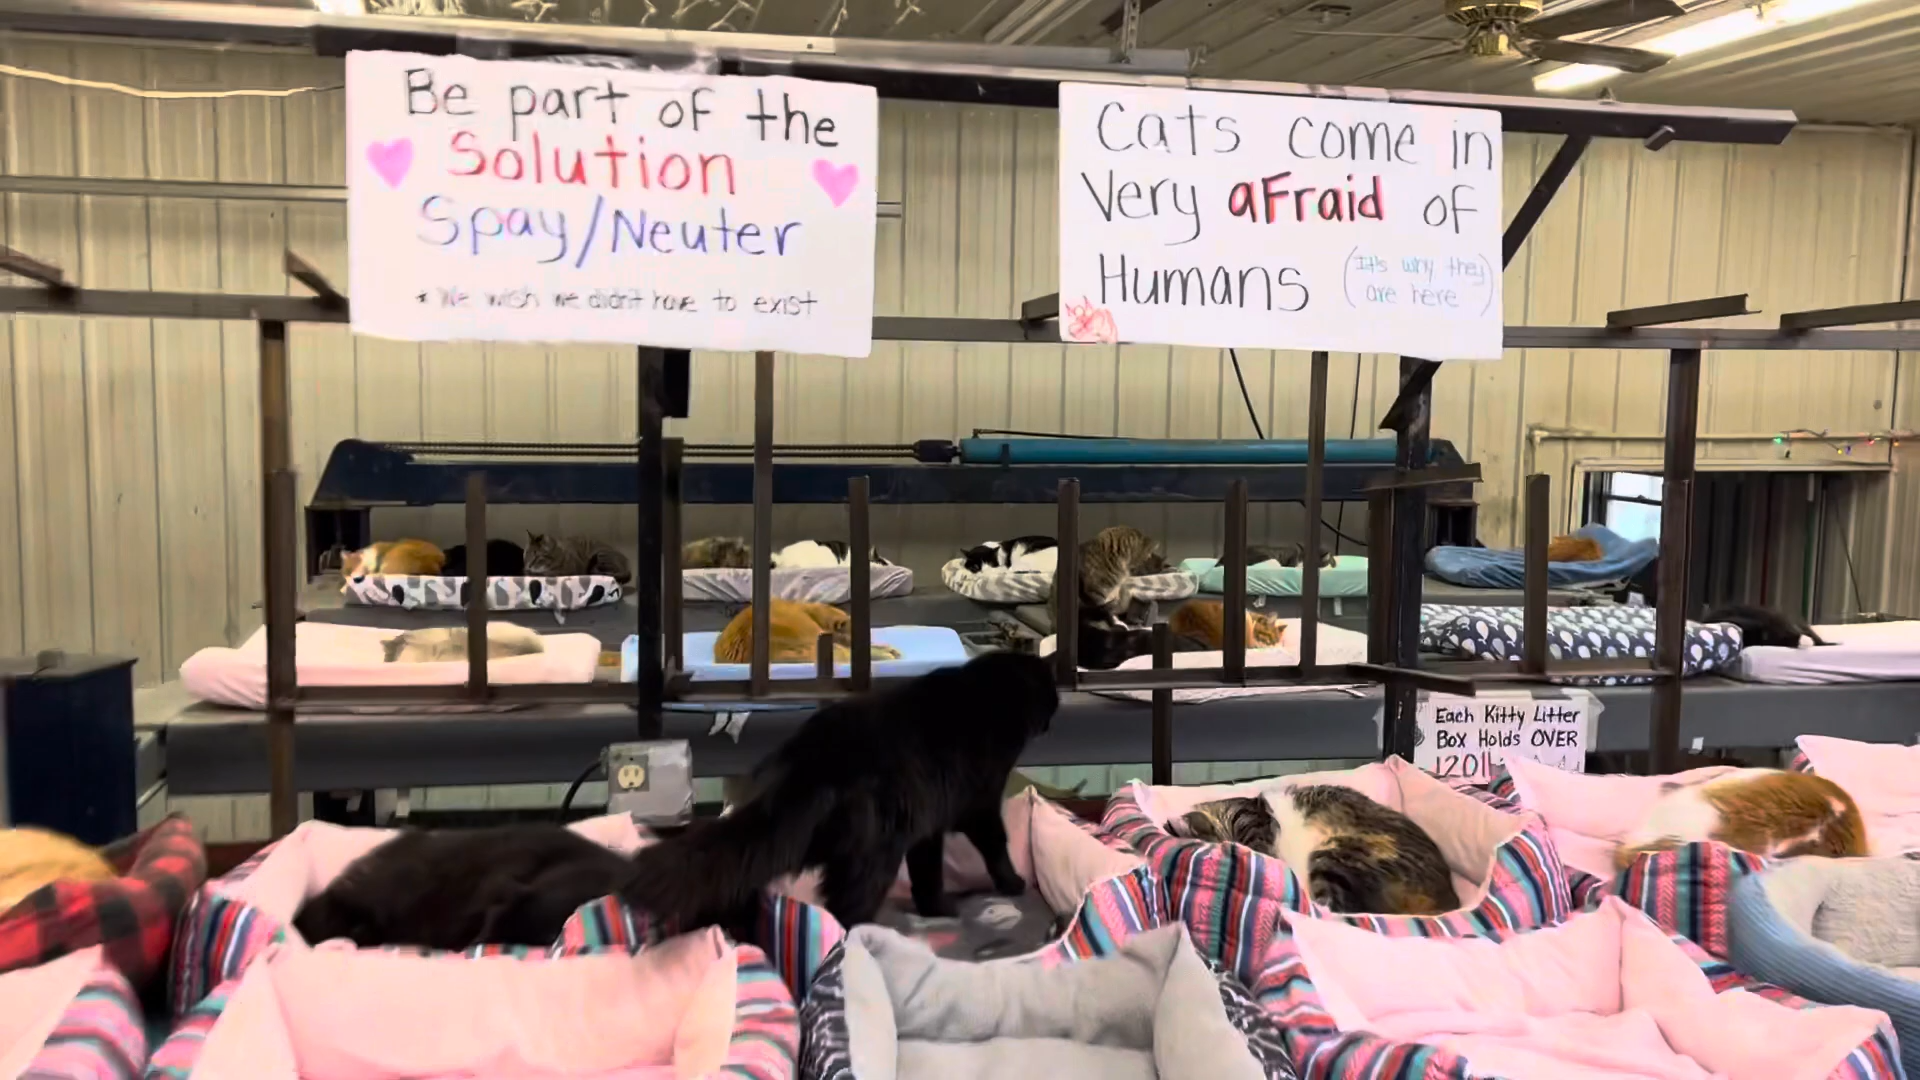 Be part of the
Solution
Spay/Neuter
* We wish we didn't have to exist
Cats come in
Very aFraid of
Humans (It's why they
are here)
Each Kitty Litter
Box Holds OVER
120lb